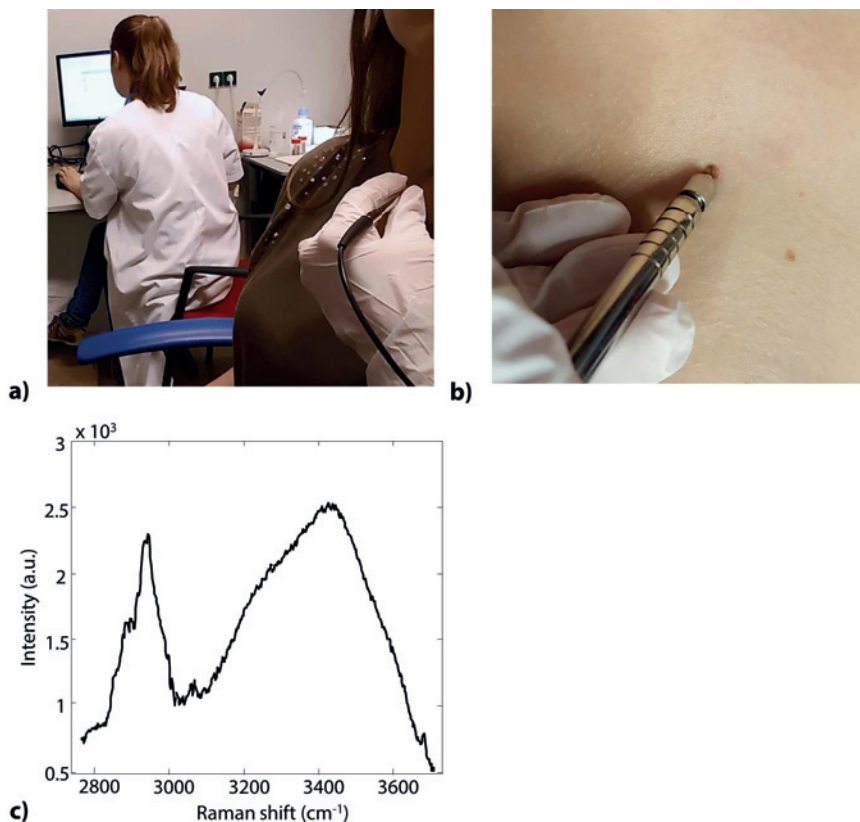 a)
b)
x 10³
3
2.5
2
1.5
1
0.5
Intensity (a.u.)
2800 3000 3200 3400 3600
Raman shift (cm⁻¹)
c)